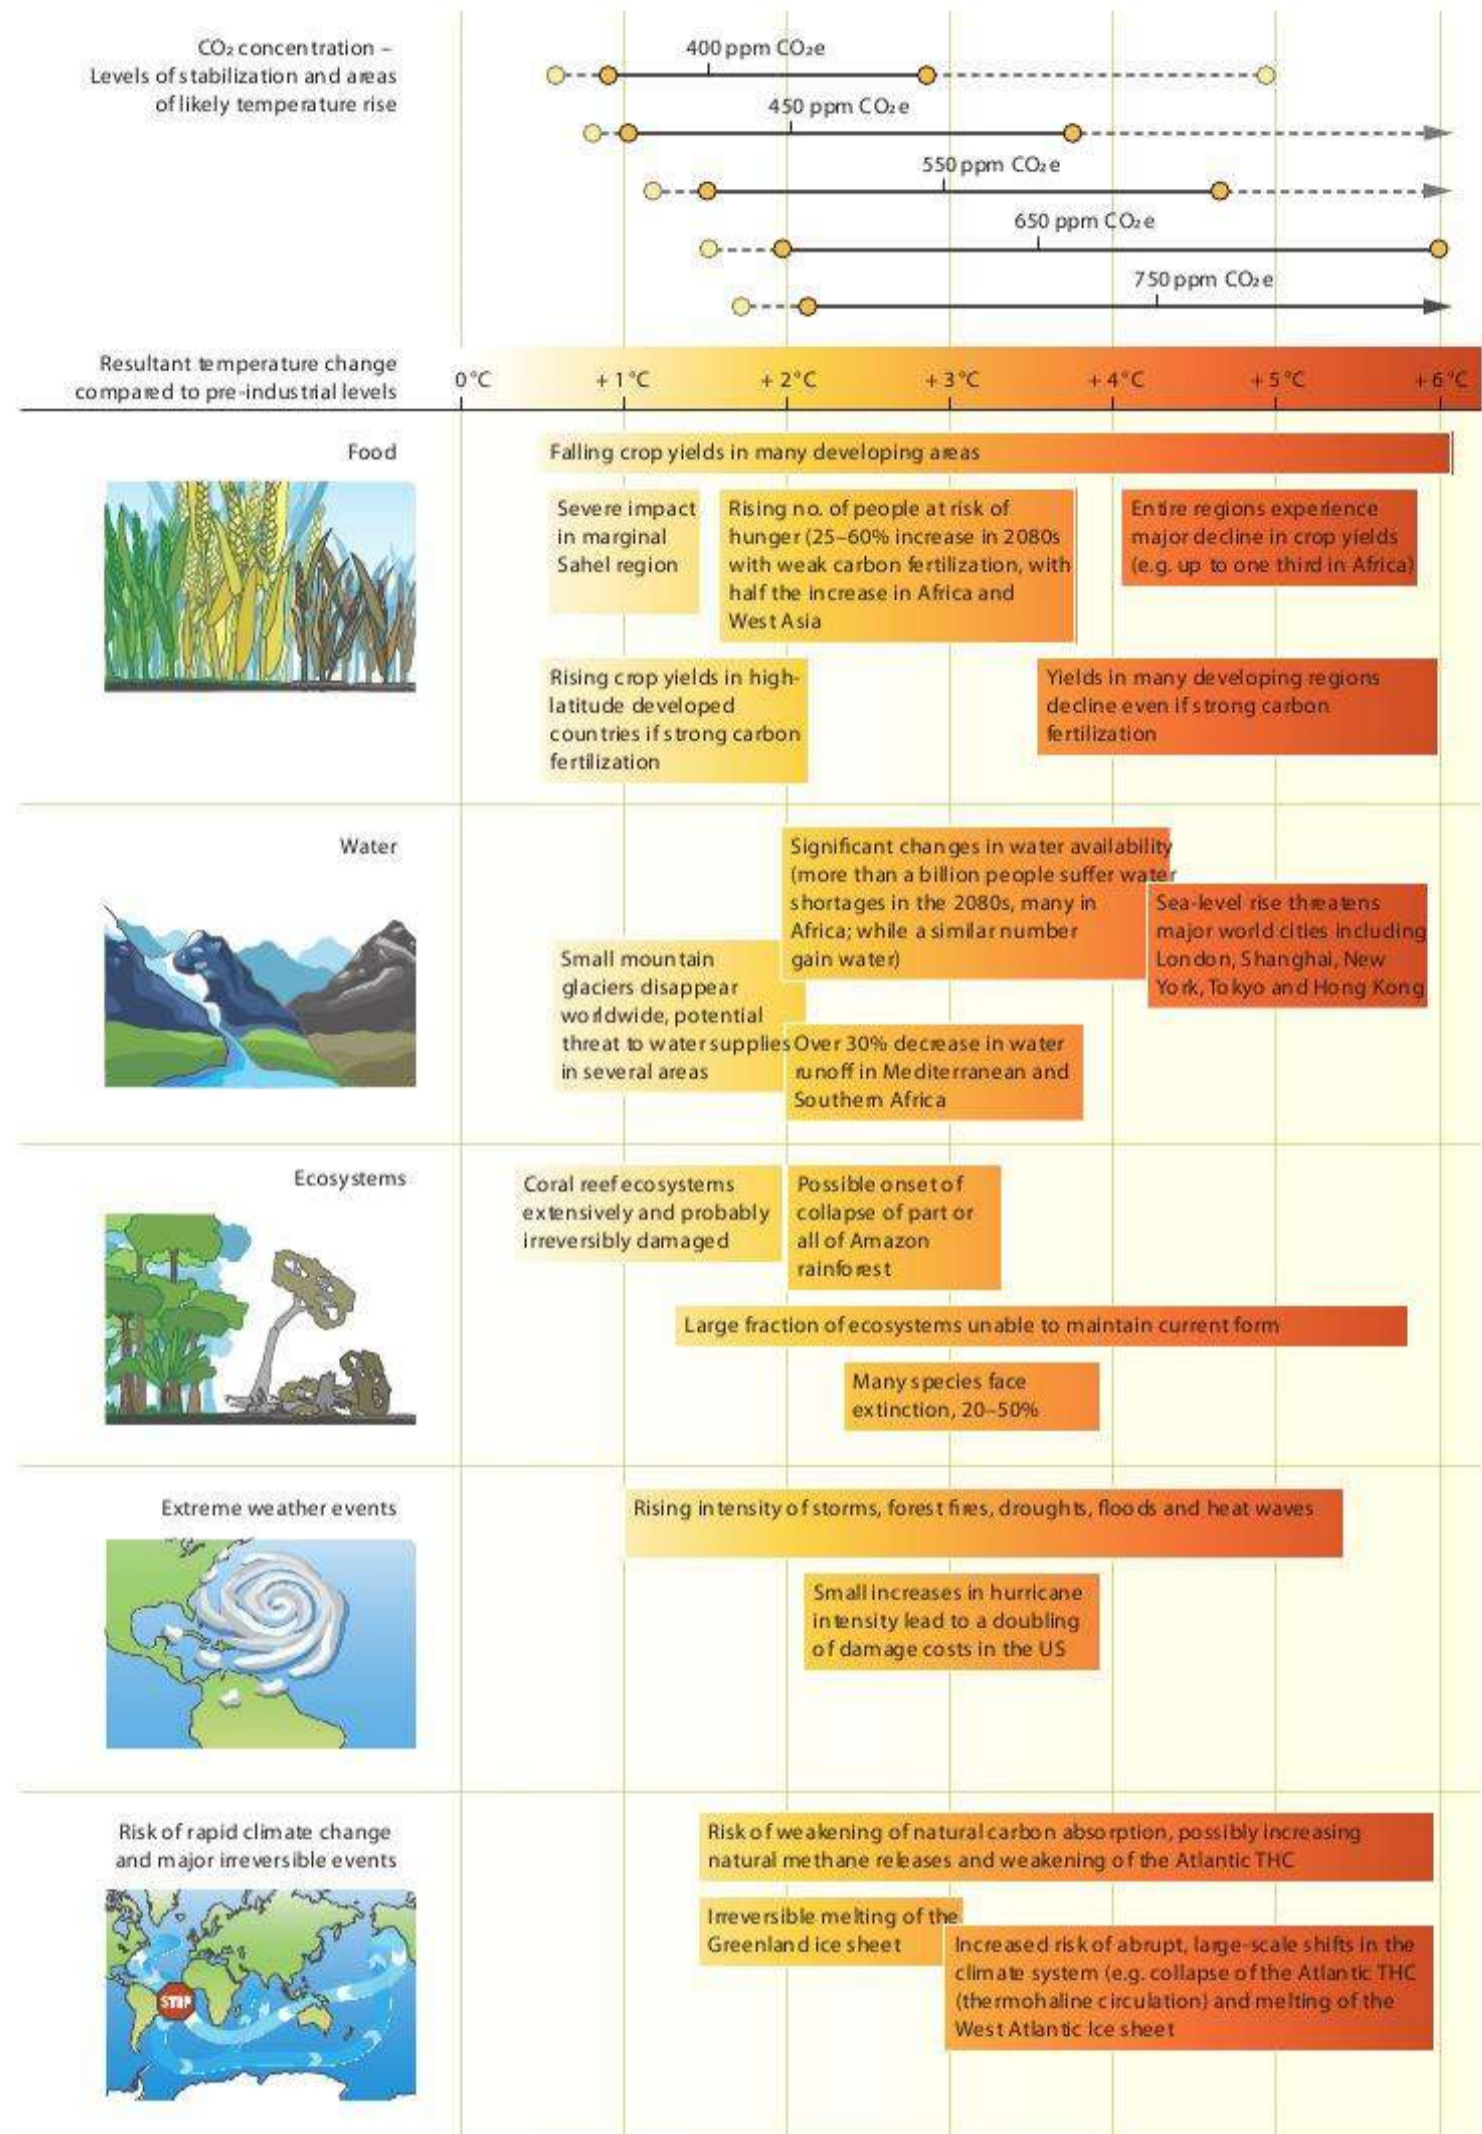 CO₂ concentration –
Levels of stabilization and areas
of likely temperature rise
400 ppm CO₂e
450 ppm CO₂e
550 ppm CO₂e
650 ppm CO₂e
750 ppm CO₂e
Resultant temperature change
compared to pre-industrial levels
0°C +1°C +2°C +3°C +4°C +5°C +6°C
Food
Falling crop yields in many developing areas
Severe impact
in marginal
Sahel region
Rising no. of people at risk of
hunger (25–60% increase in 2080s
with weak carbon fertilization, with
half the increase in Africa and
West Asia
Entire regions experience
major decline in crop yields
(e.g. up to one third in Africa)
Rising crop yields in high-
latitude developed
countries if strong carbon
fertilization
Yields in many developing regions
decline even if strong carbon
fertilization
Water
Significant changes in water availability
(more than a billion people suffer water
shortages in the 2080s, many in
Africa; while a similar number
gain water)
Sea-level rise threatens
major world cities including
London, Shanghai, New
York, Tokyo and Hong Kong
Small mountain
glaciers disappear
worldwide, potential
threat to water supplies
in several areas
Over 30% decrease in water
runoff in Mediterranean and
Southern Africa
Ecosystems
Coral reef ecosystems
extensively and probably
irreversibly damaged
Possible onset of
collapse of part or
all of Amazon
rainforest
Large fraction of ecosystems unable to maintain current form
Many species face
extinction, 20–50%
Extreme weather events
Rising intensity of storms, forest fires, droughts, floods and heat waves
Small increases in hurricane
intensity lead to a doubling
of damage costs in the US
Risk of rapid climate change
and major irreversible events
Risk of weakening of natural carbon absorption, possibly increasing
natural methane releases and weakening of the Atlantic THC
Irreversible melting of the
Greenland ice sheet
Increased risk of abrupt, large-scale shifts in the
climate system (e.g. collapse of the Atlantic THC
(thermohaline circulation) and melting of the
West Atlantic Ice sheet
STOP